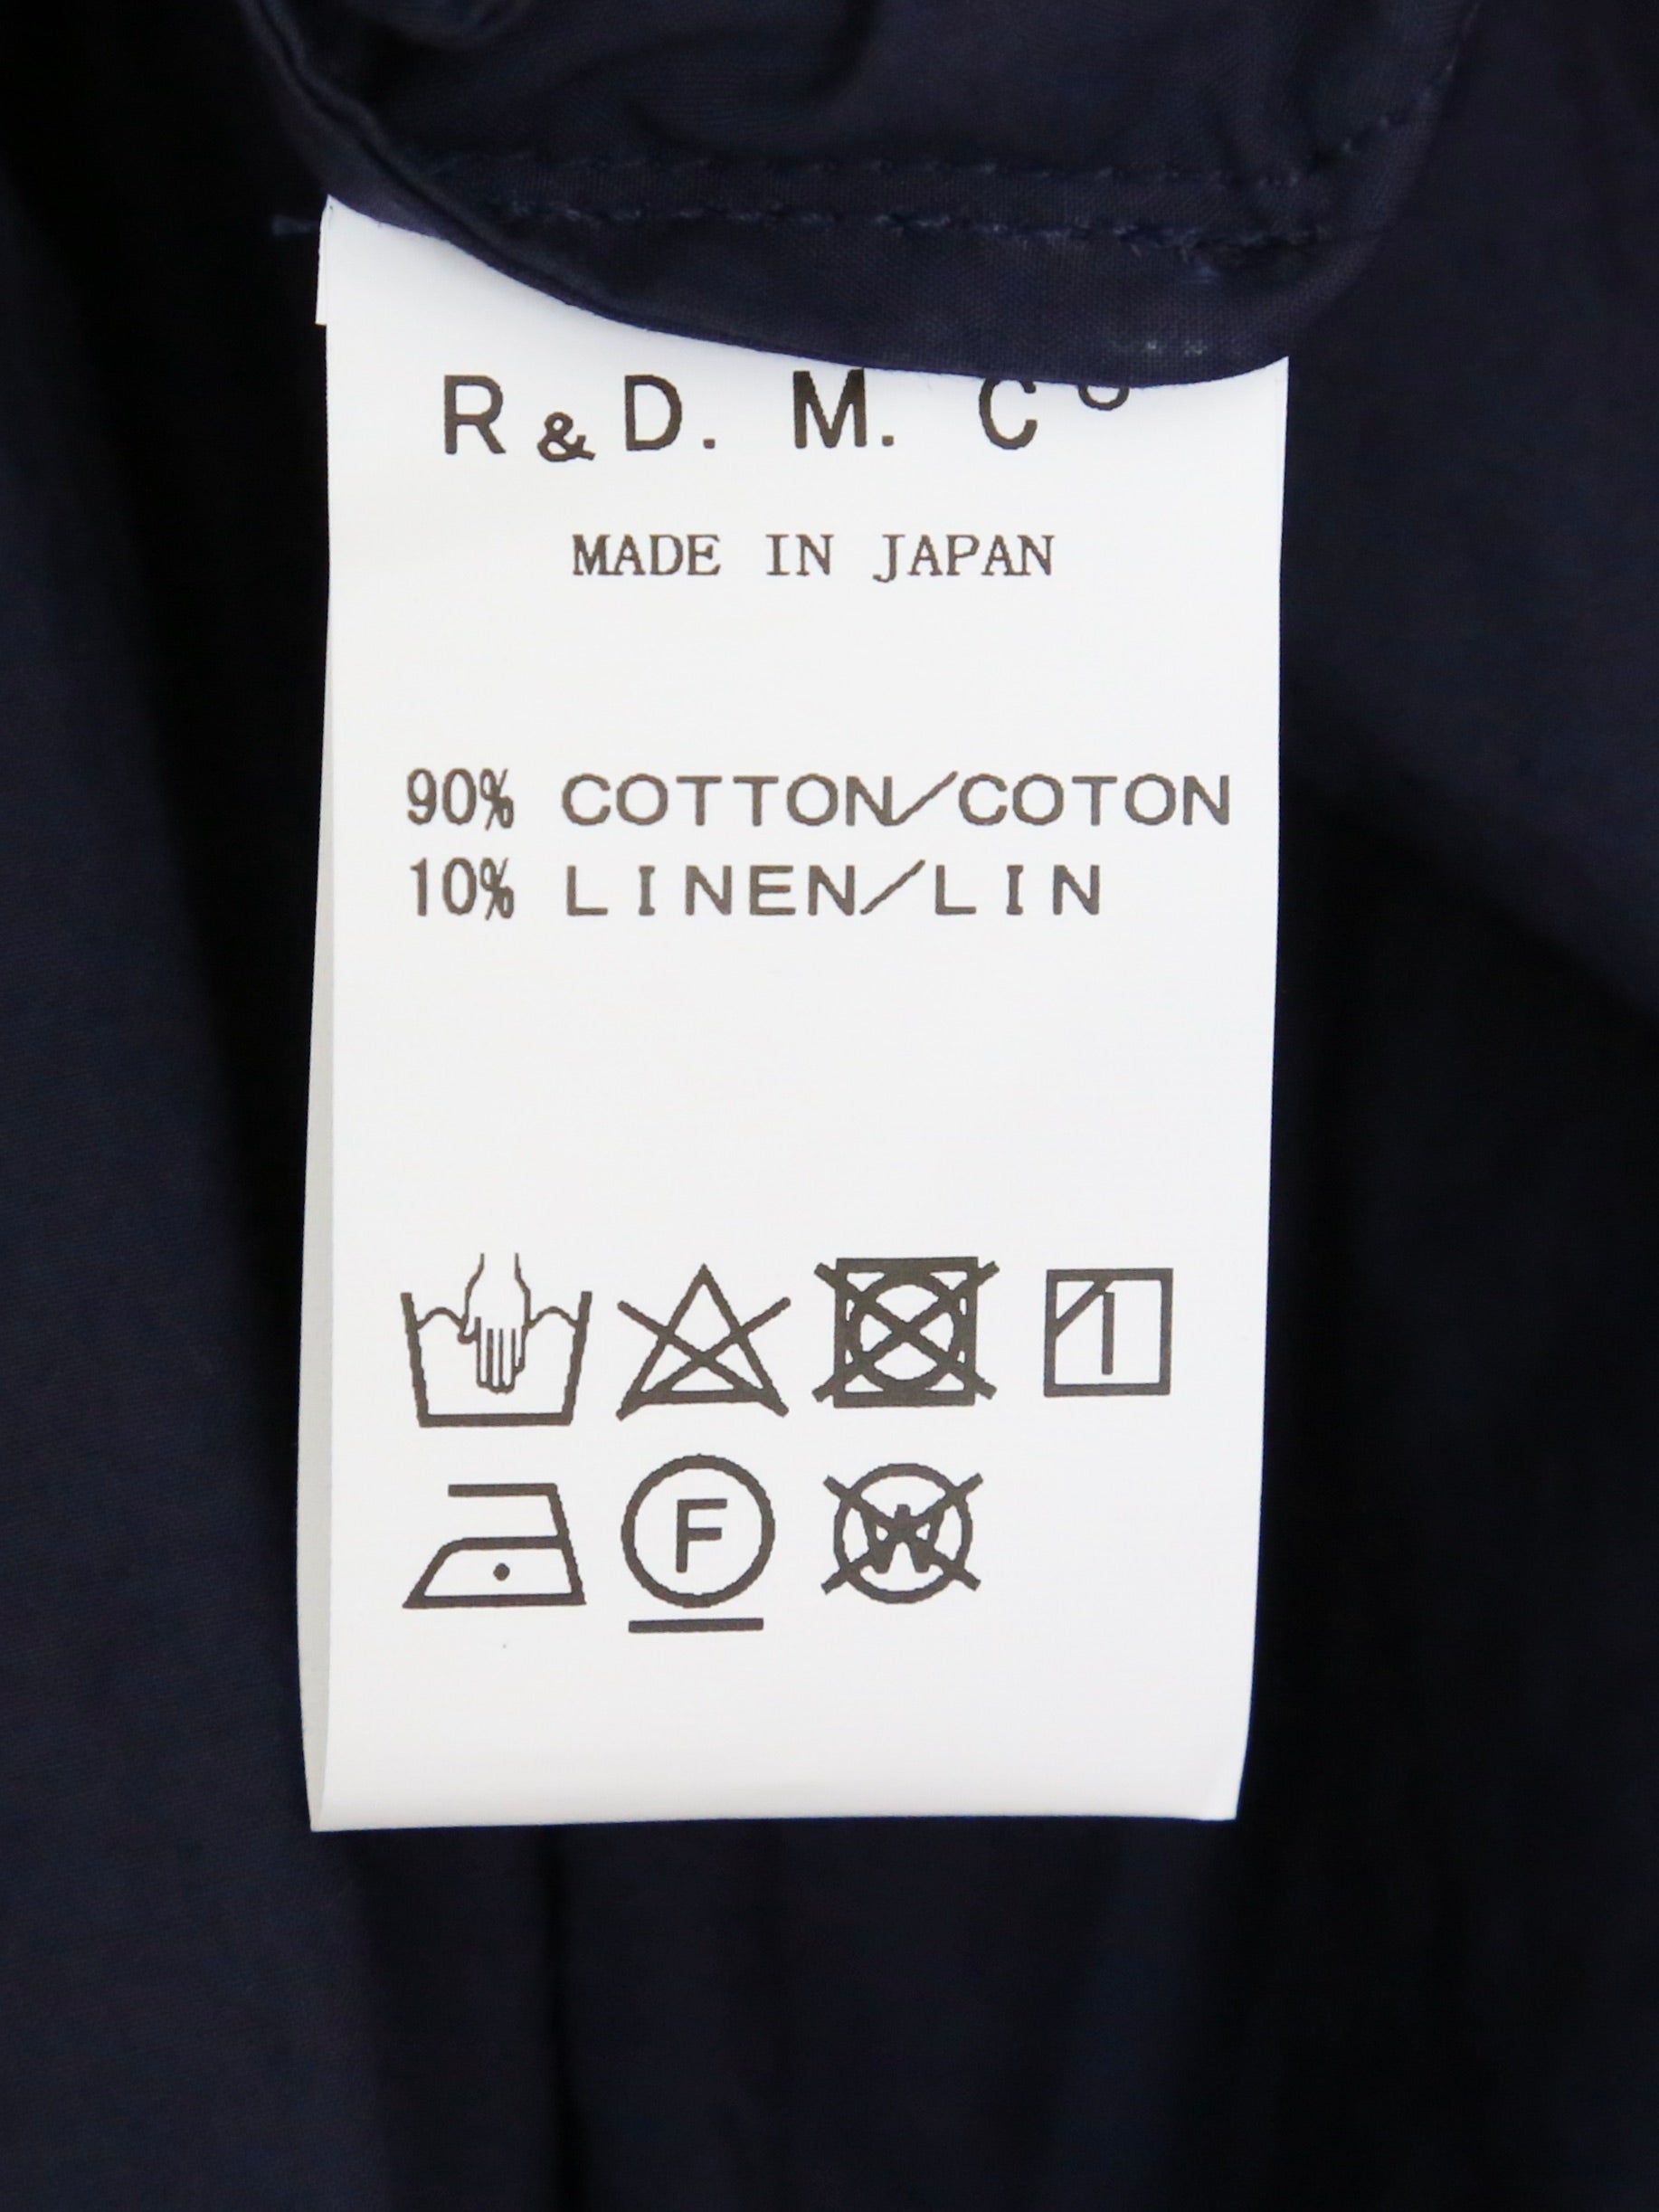 R&D. M. Co
MADE IN JAPAN
90% COTTON/COTON
10% LINEN/LIN
F
W